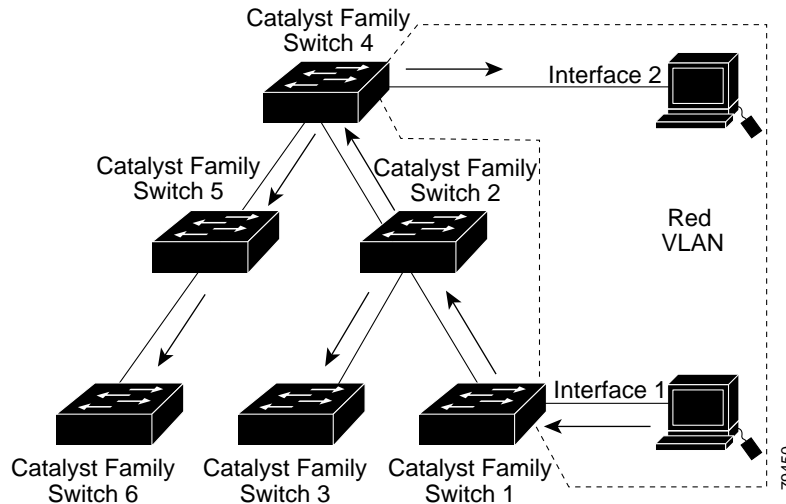 Catalyst Family
Switch 4
Interface 2
Catalyst Family
Switch 5
Catalyst Family
Switch 2
Red
VLAN
Interface 1
Catalyst Family
Switch 6
Catalyst Family
Switch 3
Catalyst Family
Switch 1
79459